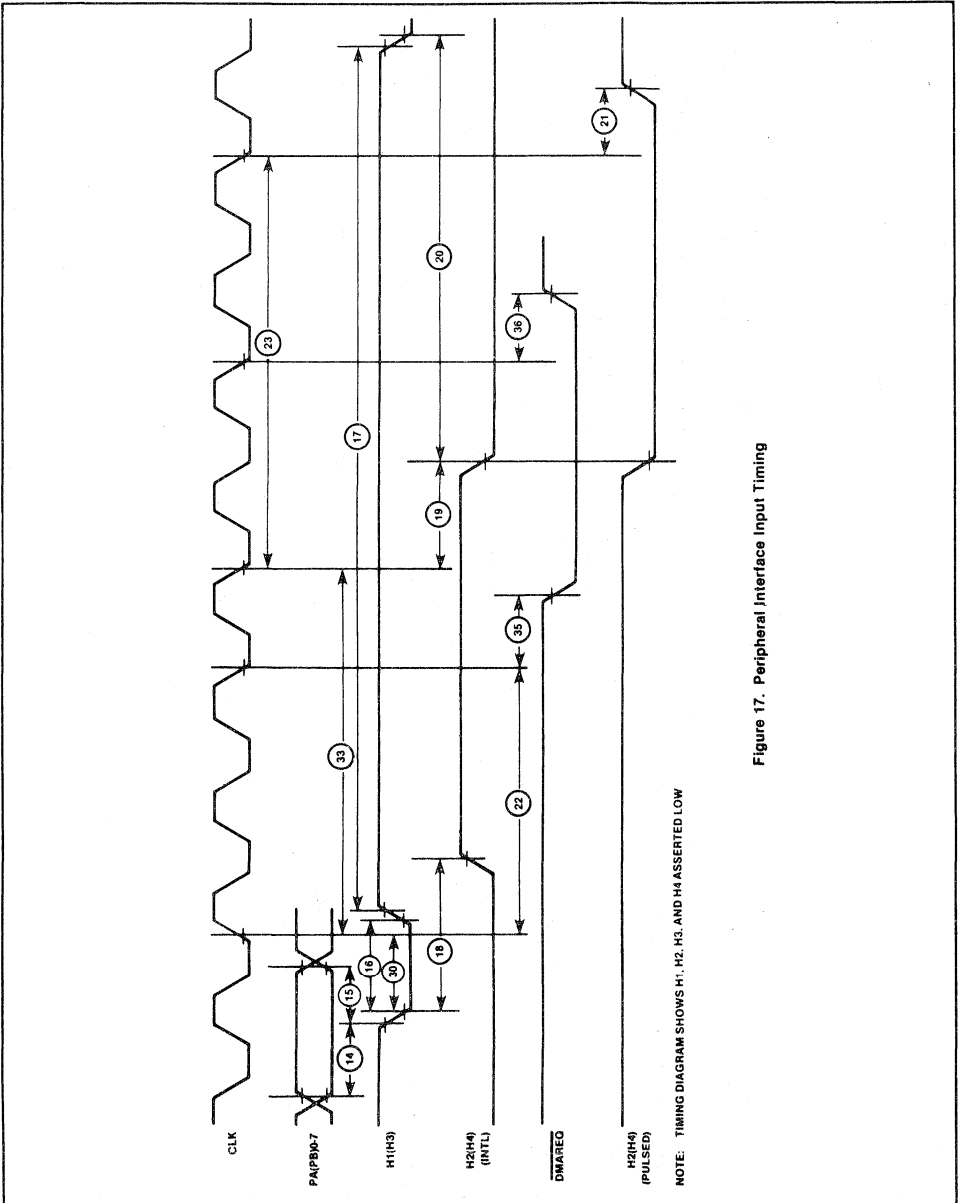 CLK
PA(PB)0-7
H1(H3)
H2(H4)
(INTL)
DMAREQ
H2(H4)
(PULSED)
14
15
16
30
18
33
17
22
35
19
23
20
36
21
NOTE: TIMING DIAGRAM SHOWS H1, H2, H3, AND H4 ASSERTED LOW
Figure 17. Peripheral Interface Input Timing